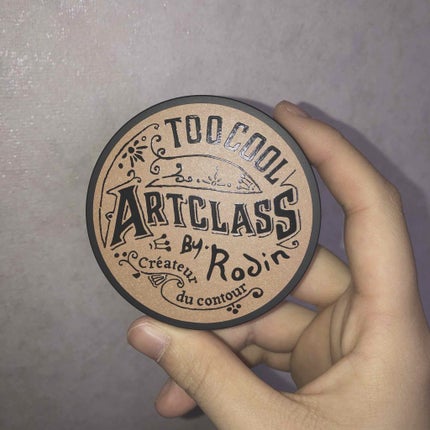 TOO COOL
ARTCLASS
BY. Rodin
Créateur
du contour